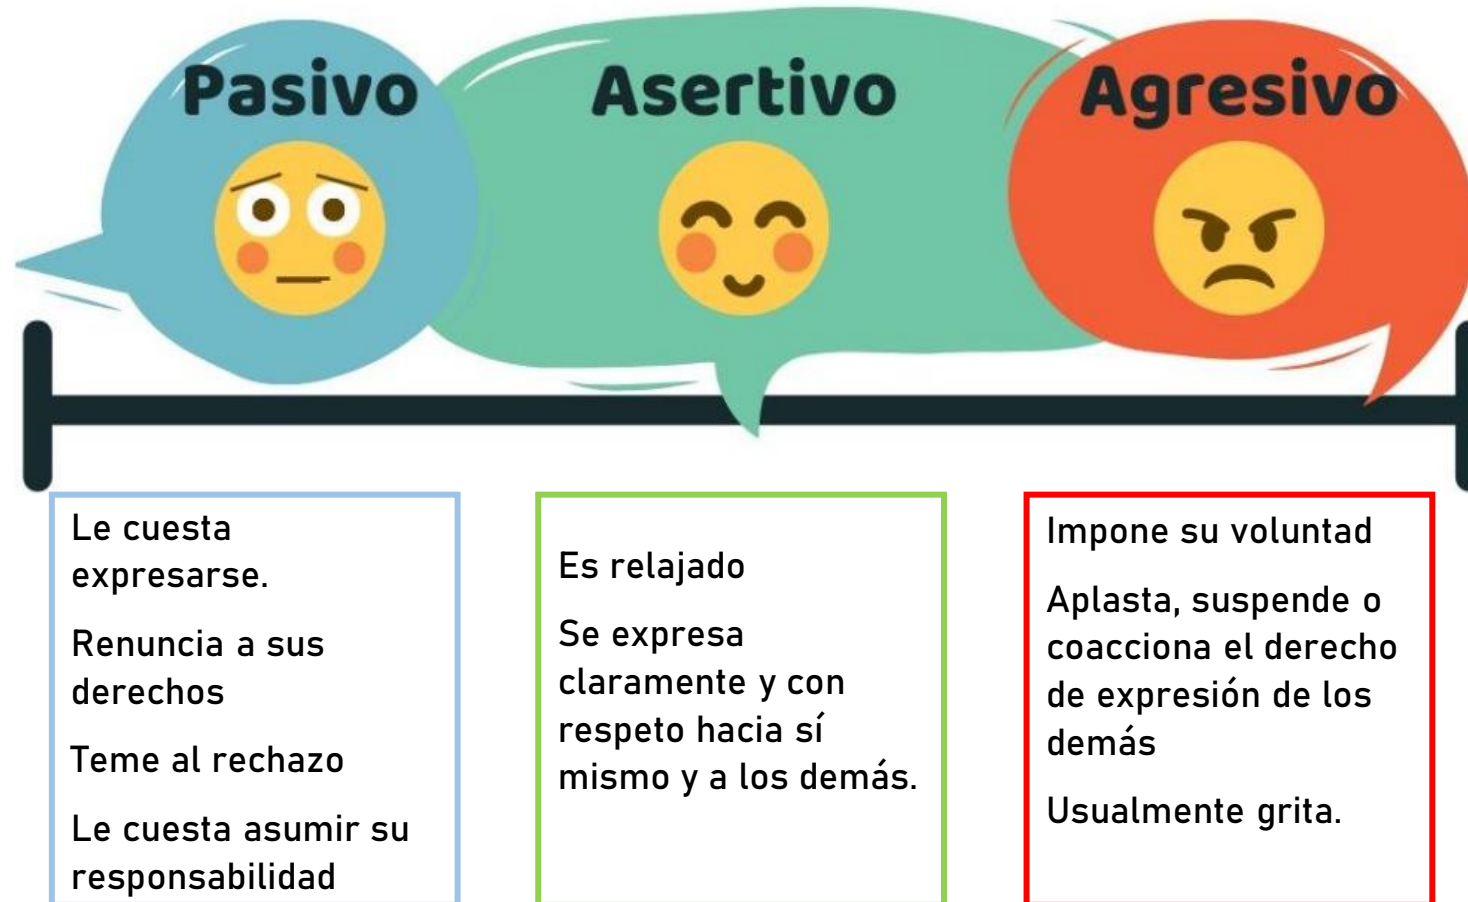 Pasivo
Asertivo
Agresivo
Le cuesta
expresarse.
Renuncia a sus
derechos
Teme al rechazo
Le cuesta asumir su
responsabilidad
Es relajado
Se expresa
claramente y con
respeto hacia sí
mismo y a los demás.
Impone su voluntad
Aplasta, suspende o
coacciona el derecho
de expresión de los
demás
Usualmente grita.